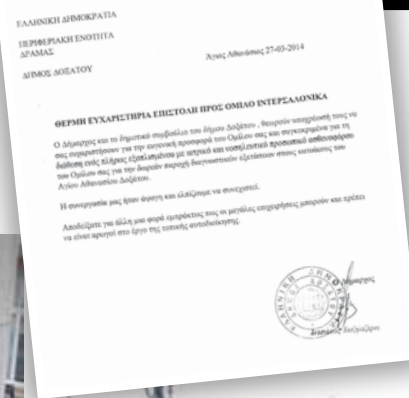 ΕΛΛΗΝΙΚΗ ΔΗΜΟΚΡΑΤΙΑ
ΠΕΡΙΦΕΡΙΑΚΗ ΕΝΟΤΗΤΑ
ΔΡΑΜΑΣ
Άγιος Αθανάσιος 27-03-2014
ΔΗΜΟΣ ΔΟΞΑΤΟΥ
ΘΕΡΜΗ ΕΥΧΑΡΙΣΤΗΡΙΑ ΕΠΙΣΤΟΛΗ ΠΡΟΣ ΟΜΙΛΟ ΙΝΤΕΡΣΑΛΟΝΙΚΑ
Ο Δήμαρχος και το δημοτικό συμβούλιο του δήμου Δοξάτου , θεωρούν υποχρέωσή τους να
σας ευχαριστήσουν για την ευγενική προσφορά του Ομίλου σας και συγκεκριμένα για τη
διάθεση ενός πλήρως εξοπλισμένου με ιατρικό και νοσηλευτικό προσωπικό ασθενοφόρου
του Ομίλου σας για την δωρεάν παροχή διαγνωστικών εξετάσεων στους κατοίκους του
Αγίου Αθανασίου Δοξάτου.
Η συνεργασία μας ήταν άψογη και ελπίζουμε να συνεχιστεί.
Αποδείξατε για άλλη μια φορά εμπράκτως πως οι μεγάλες επιχειρήσεις μπορούν και πρέπει
να είναι αρωγοί στο έργο της τοπικής αυτοδιοίκησης.
Ο Δήμαρχος